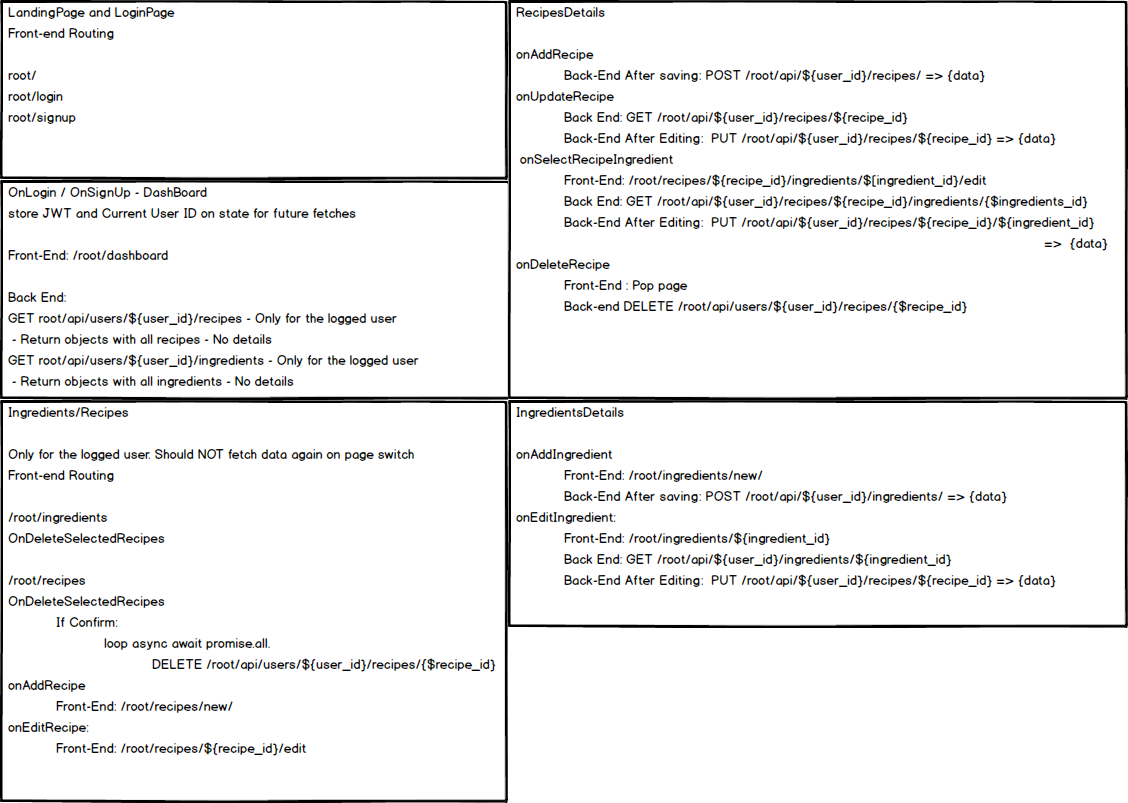 LandingPage and LoginPage
Front-end Routing
root/
root/login
root/signup
OnLogin / OnSignUp - DashBoard
store JWT and Current User ID on state for future fetches
Front-End: /root/dashboard
Back End:
GET root/api/users/${user_id}/recipes - Only for the logged user
- Return objects with all recipes - No details
GET root/api/users/${user_id}/ingredients - Only for the logged user
- Return objects with all ingredients - No details
Ingredients/Recipes
Only for the logged user. Should NOT fetch data again on page switch
Front-end Routing
/root/ingredients
OnDeleteSelectedRecipes
/root/recipes
OnDeleteSelectedRecipes
If Confirm:
loop async await promise.all.
DELETE /root/api/users/${user_id}/recipes/{$recipe_id}
onAddRecipe
Front-End: /root/recipes/new/
onEditRecipe:
Front-End: /root/recipes/${recipe_id}/edit
RecipesDetails
onAddRecipe
Back-End After saving: POST /root/api/${user_id}/recipes/ => {data}
onUpdateRecipe
Back End: GET /root/api/${user_id}/recipes/${recipe_id}
Back-End After Editing:  PUT /root/api/${user_id}/recipes/${recipe_id} => {data}
onSelectRecipeIngredient
Front-End: /root/recipes/${recipe_id}/ingredients/$[ingredient_id}/edit
Back End: GET /root/api/${user_id}/recipes/${recipe_id}/ingredients/{$ingredients_id}
Back-End After Editing:  PUT /root/api/${user_id}/recipes/${recipe_id}/${ingredient_id}
=>  {data}
onDeleteRecipe
Front-End : Pop page
Back-end DELETE /root/api/users/${user_id}/recipes/{$recipe_id}
IngredientsDetails
onAddIngredient
Front-End: /root/ingredients/new/
Back-End After saving: POST /root/api/${user_id}/ingredients/ => {data}
onEditIngredient:
Front-End: /root/ingredients/${ingredient_id}
Back End: GET /root/api/${user_id}/ingredients/${ingredient_id}
Back-End After Editing:  PUT /root/api/${user_id}/recipes/${recipe_id} => {data}